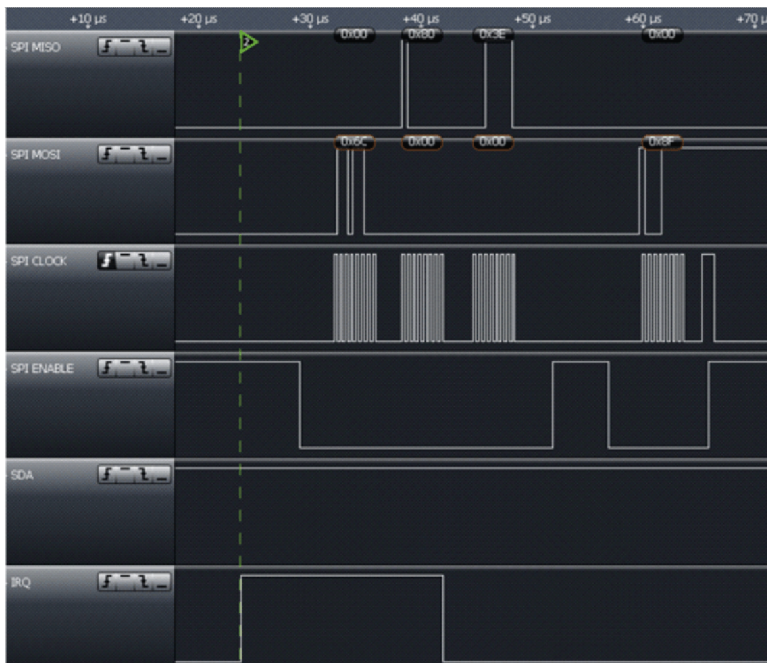 +10 µs +20 µs +30 µs +40 µs +50 µs +60 µs +70 µs
SPI MISO 0X00 0X80 0X3E 0X00
2
SPI MOSI 0X6C 0X00 0X00 0X8F
SPI CLOCK
SPI ENABLE
SDA
IRQ